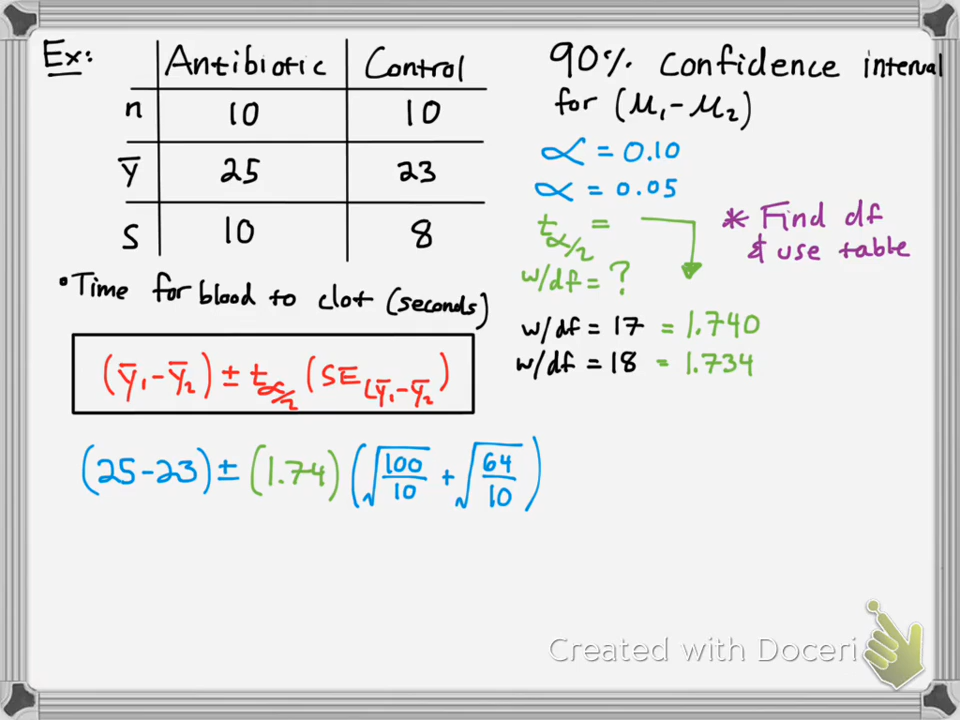 Ex:
Antibiotic Control
n 10 10
ȳ 25 23
S 10 8
•Time for blood to clot (seconds)
(ȳ₁-ȳ₂) ± t_α/2 (SE_(ȳ₁-ȳ₂))
(25-23) ± (1.74) (√100/10 + √64/10)
90% confidence interval
for (μ₁-μ₂)
α = 0.10
α = 0.05
t_α/2 =
w/df = ?
* Find df
& use table
w/df = 17 = 1.740
w/df = 18 = 1.734
Created with Doceri